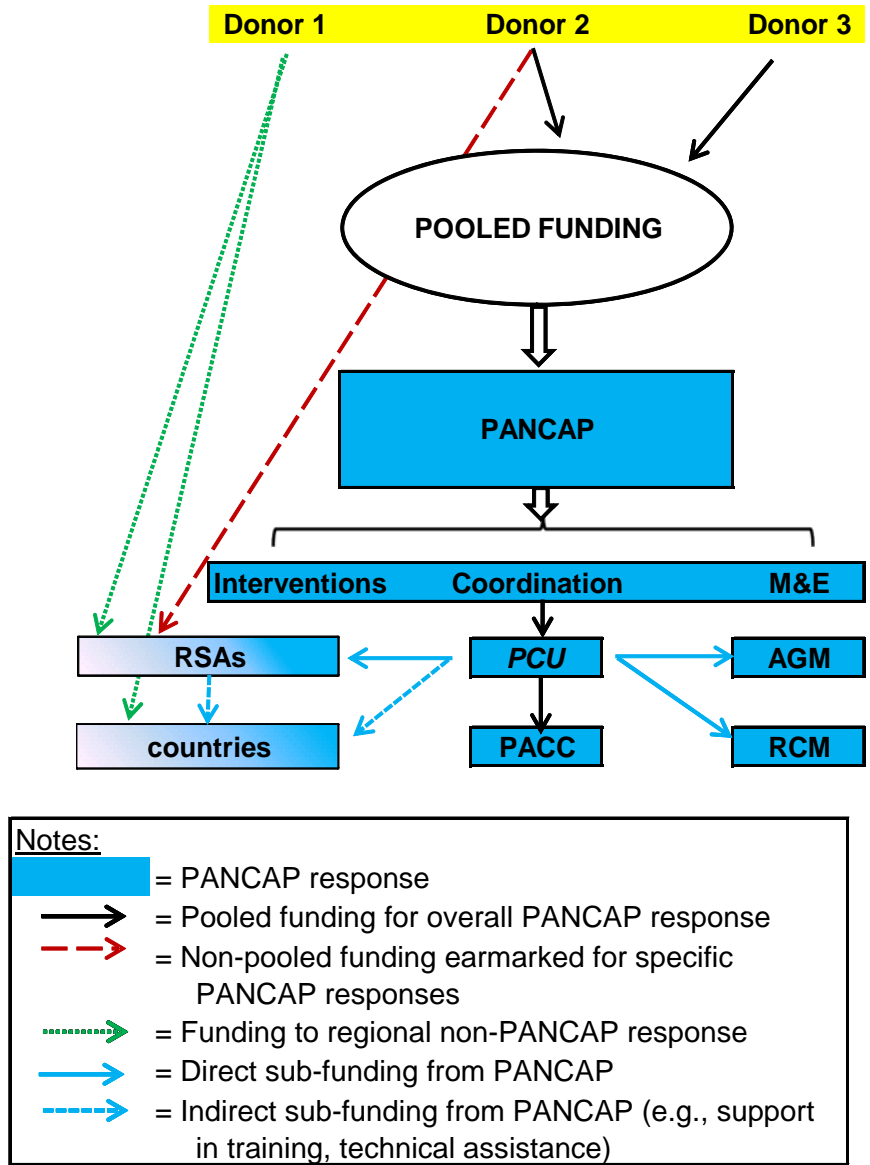 Donor 1 Donor 2 Donor 3
POOLED FUNDING
PANCAP
Interventions Coordination M&E
RSAs PCU AGM
countries PACC RCM
Notes:
= PANCAP response
= Pooled funding for overall PANCAP response
= Non-pooled funding earmarked for specific
PANCAP responses
= Funding to regional non-PANCAP response
= Direct sub-funding from PANCAP
= Indirect sub-funding from PANCAP (e.g., support
in training, technical assistance)